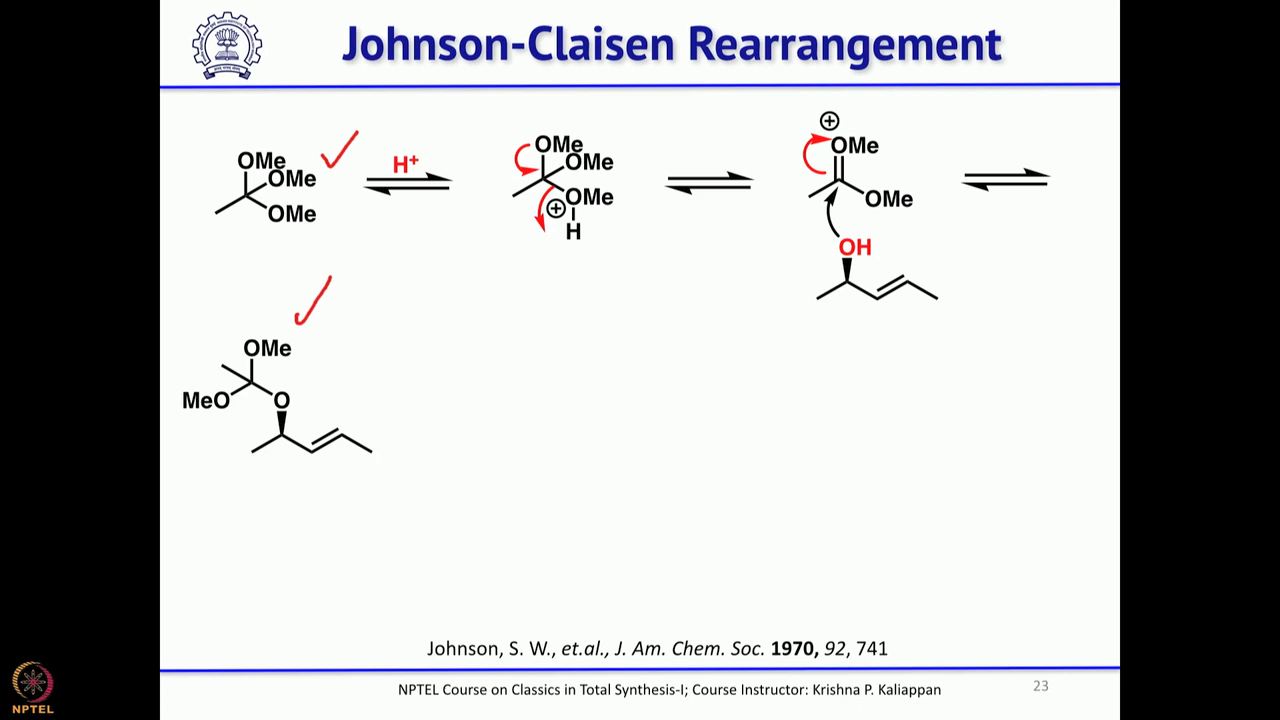 Johnson-Claisen Rearrangement
OMe
OMe
OMe
H+
OMe
OMe
OMe
⊕
H
⊕
OMe
OMe
OH
OMe
MeO
O
Johnson, S. W., et.al., J. Am. Chem. Soc. 1970, 92, 741
NPTEL Course on Classics in Total Synthesis-I; Course Instructor: Krishna P. Kaliappan
23
NPTEL